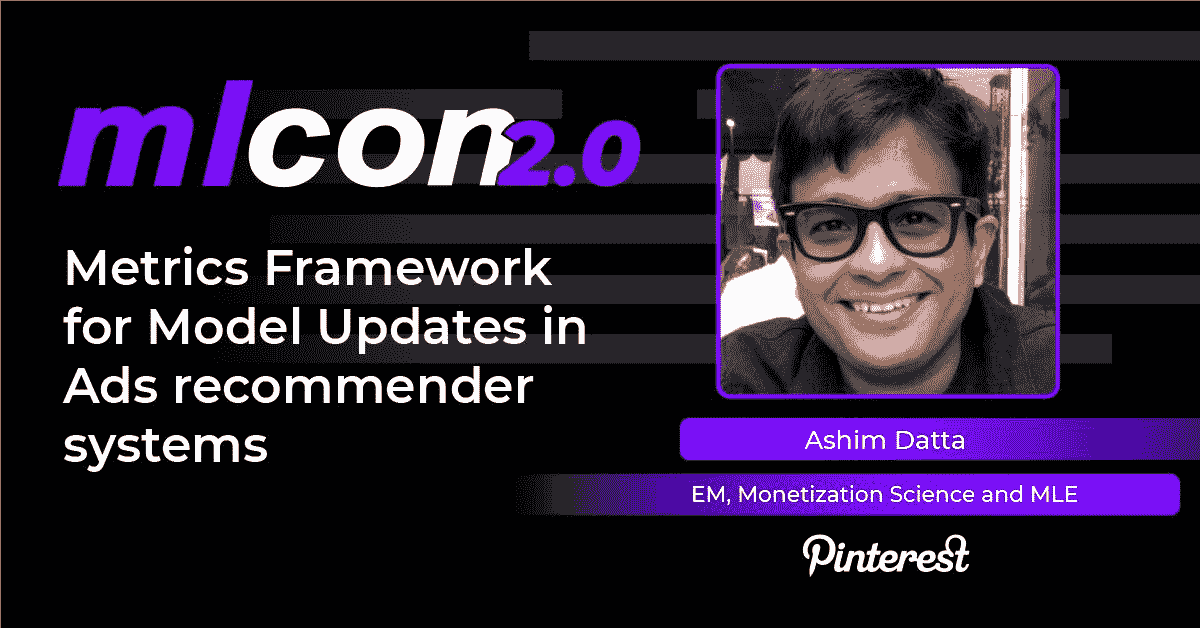 mlcon2.0
Metrics Framework
for Model Updates in
Ads recommender
systems
Ashim Datta
EM, Monetization Science and MLE
Pinterest